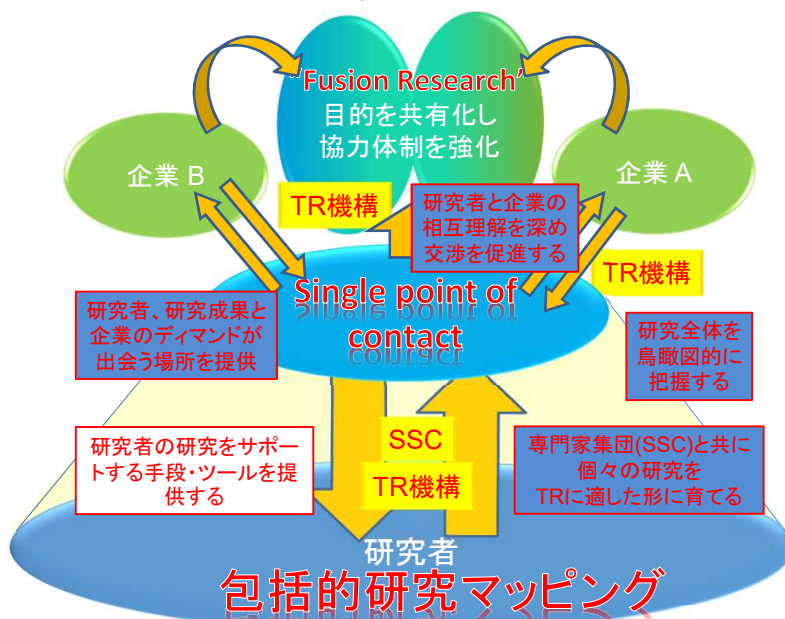 "Fusion Research'
目的を共有化し
協力体制を強化
企業 B
企業 A
TR機構
研究者と企業の
相互理解を深め
交渉を促進する
TR機構
Single point of
contact
研究者、研究成果と
企業のディマンドが
出会う場所を提供
研究全体を
鳥瞰図的に
把握する
SSC
TR機構
研究者の研究をサポー
トする手段・ツールを提
供する
専門家集団(SSC)と共に
個々の研究を
TRに適した形に育てる
研究者
包括的研究マッピング